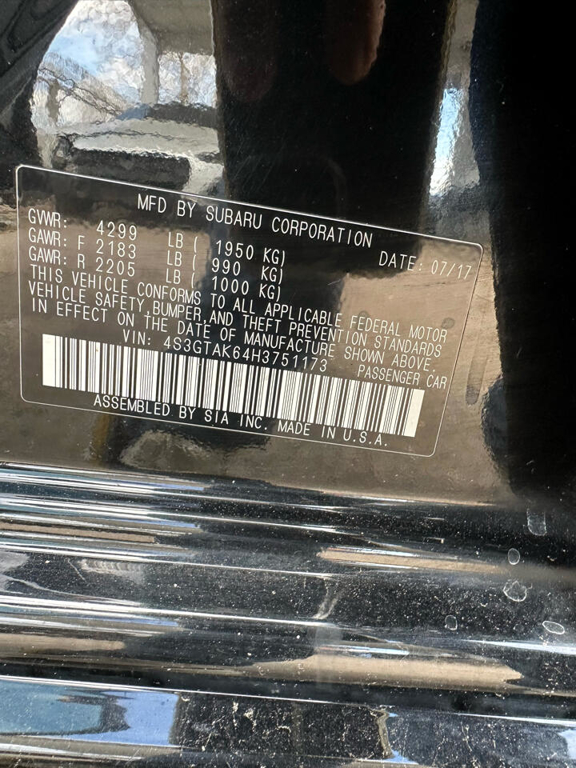 MFD BY SUBARU CORPORATION DATE: 07/17
GVWR: 4299 LB ( 1950 KG)
GAWR: F 2183 LB ( 990 KG)
GAWR: R 2205 LB ( 1000 KG)
THIS VEHICLE CONFORMS TO ALL APPLICABLE FEDERAL MOTOR
VEHICLE SAFETY,BUMPER,AND THEFT PREVENTION STANDARDS
IN EFFECT ON THE DATE OF MANUFACTURE SHOWN ABOVE.
VIN: 4S3GTAK64H3751173 PASSENGER CAR
ASSEMBLED BY SIA INC. MADE IN U.S.A.